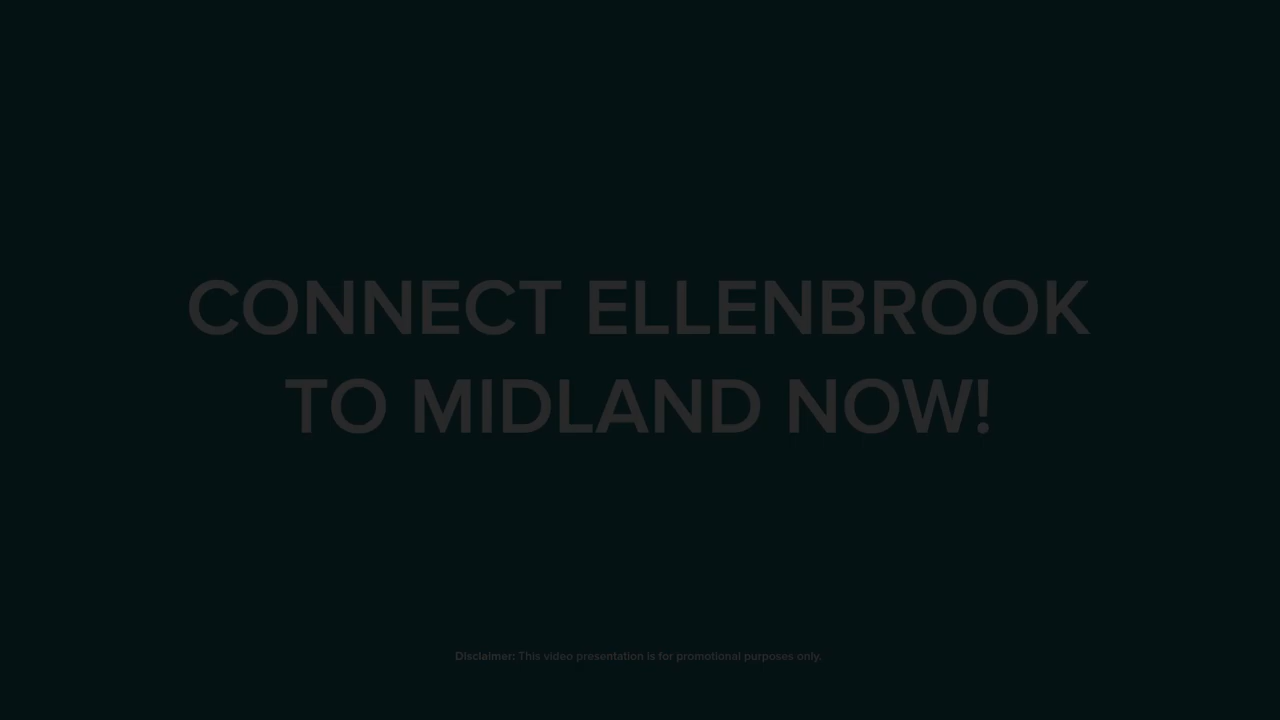 CONNECT ELLENBROOK
TO MIDLAND NOW!
Disclaimer: This video presentation is for promotional purposes only.